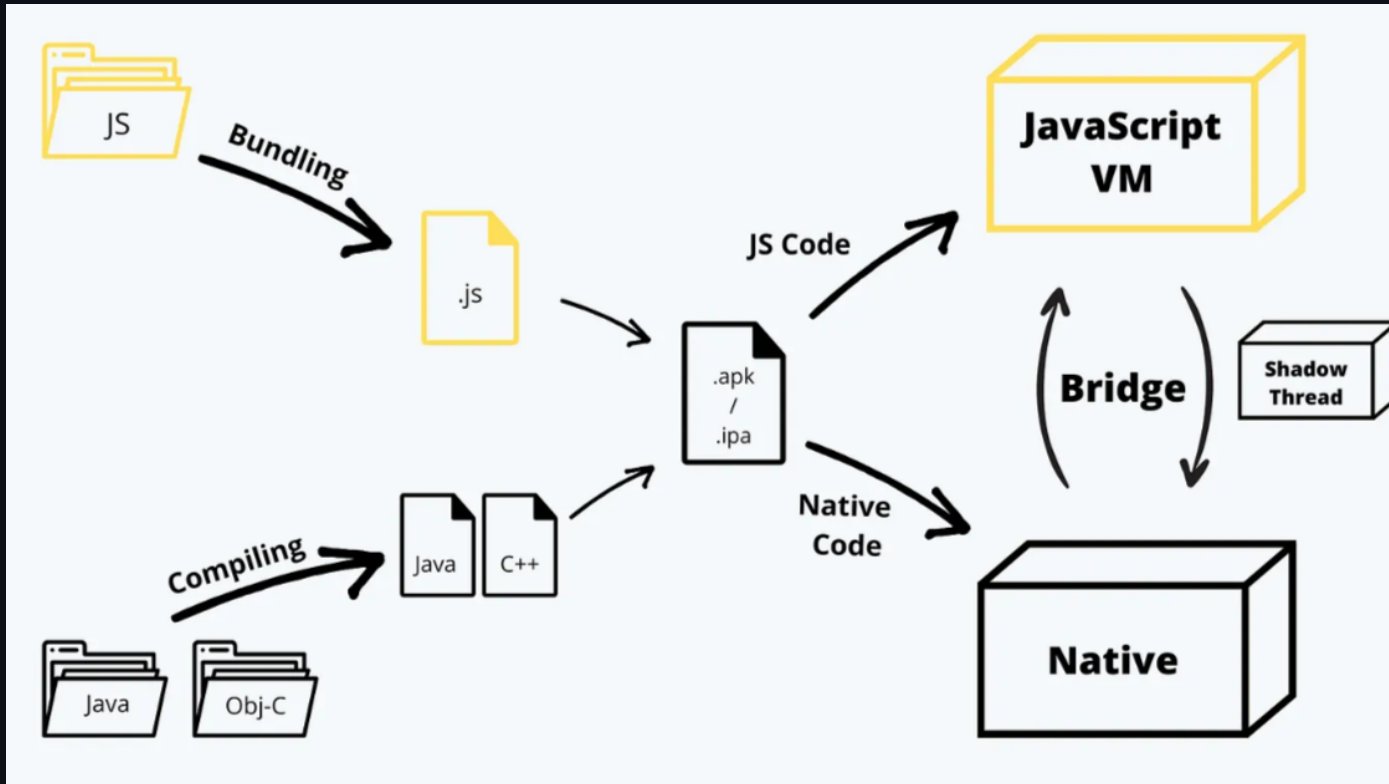 JS
Bundling
.js
JS Code
JavaScript
VM
.apk
/
.ipa
Bridge
Shadow
Thread
Native
Code
Compiling
Java
C++
Java
Obj-C
Native